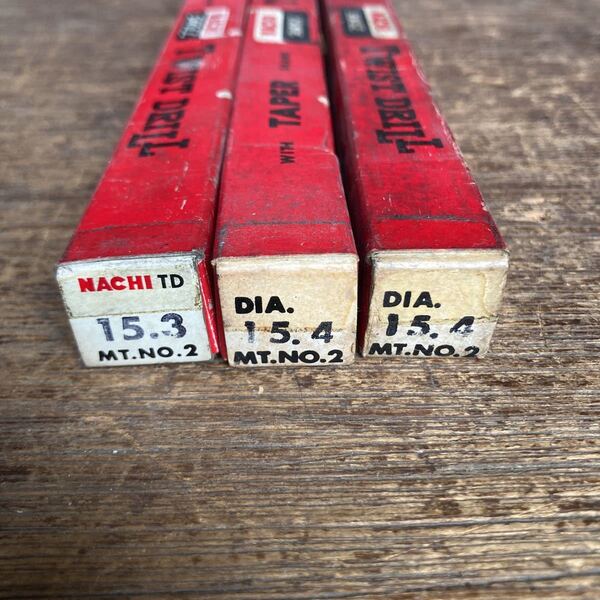 TWIST DRILL
WITH TAPER
TWIST DRILL
NACHI TD
15.3
MT.NO.2
DIA.
15.4
MT.NO.2
DIA.
15.4
MT.NO.2